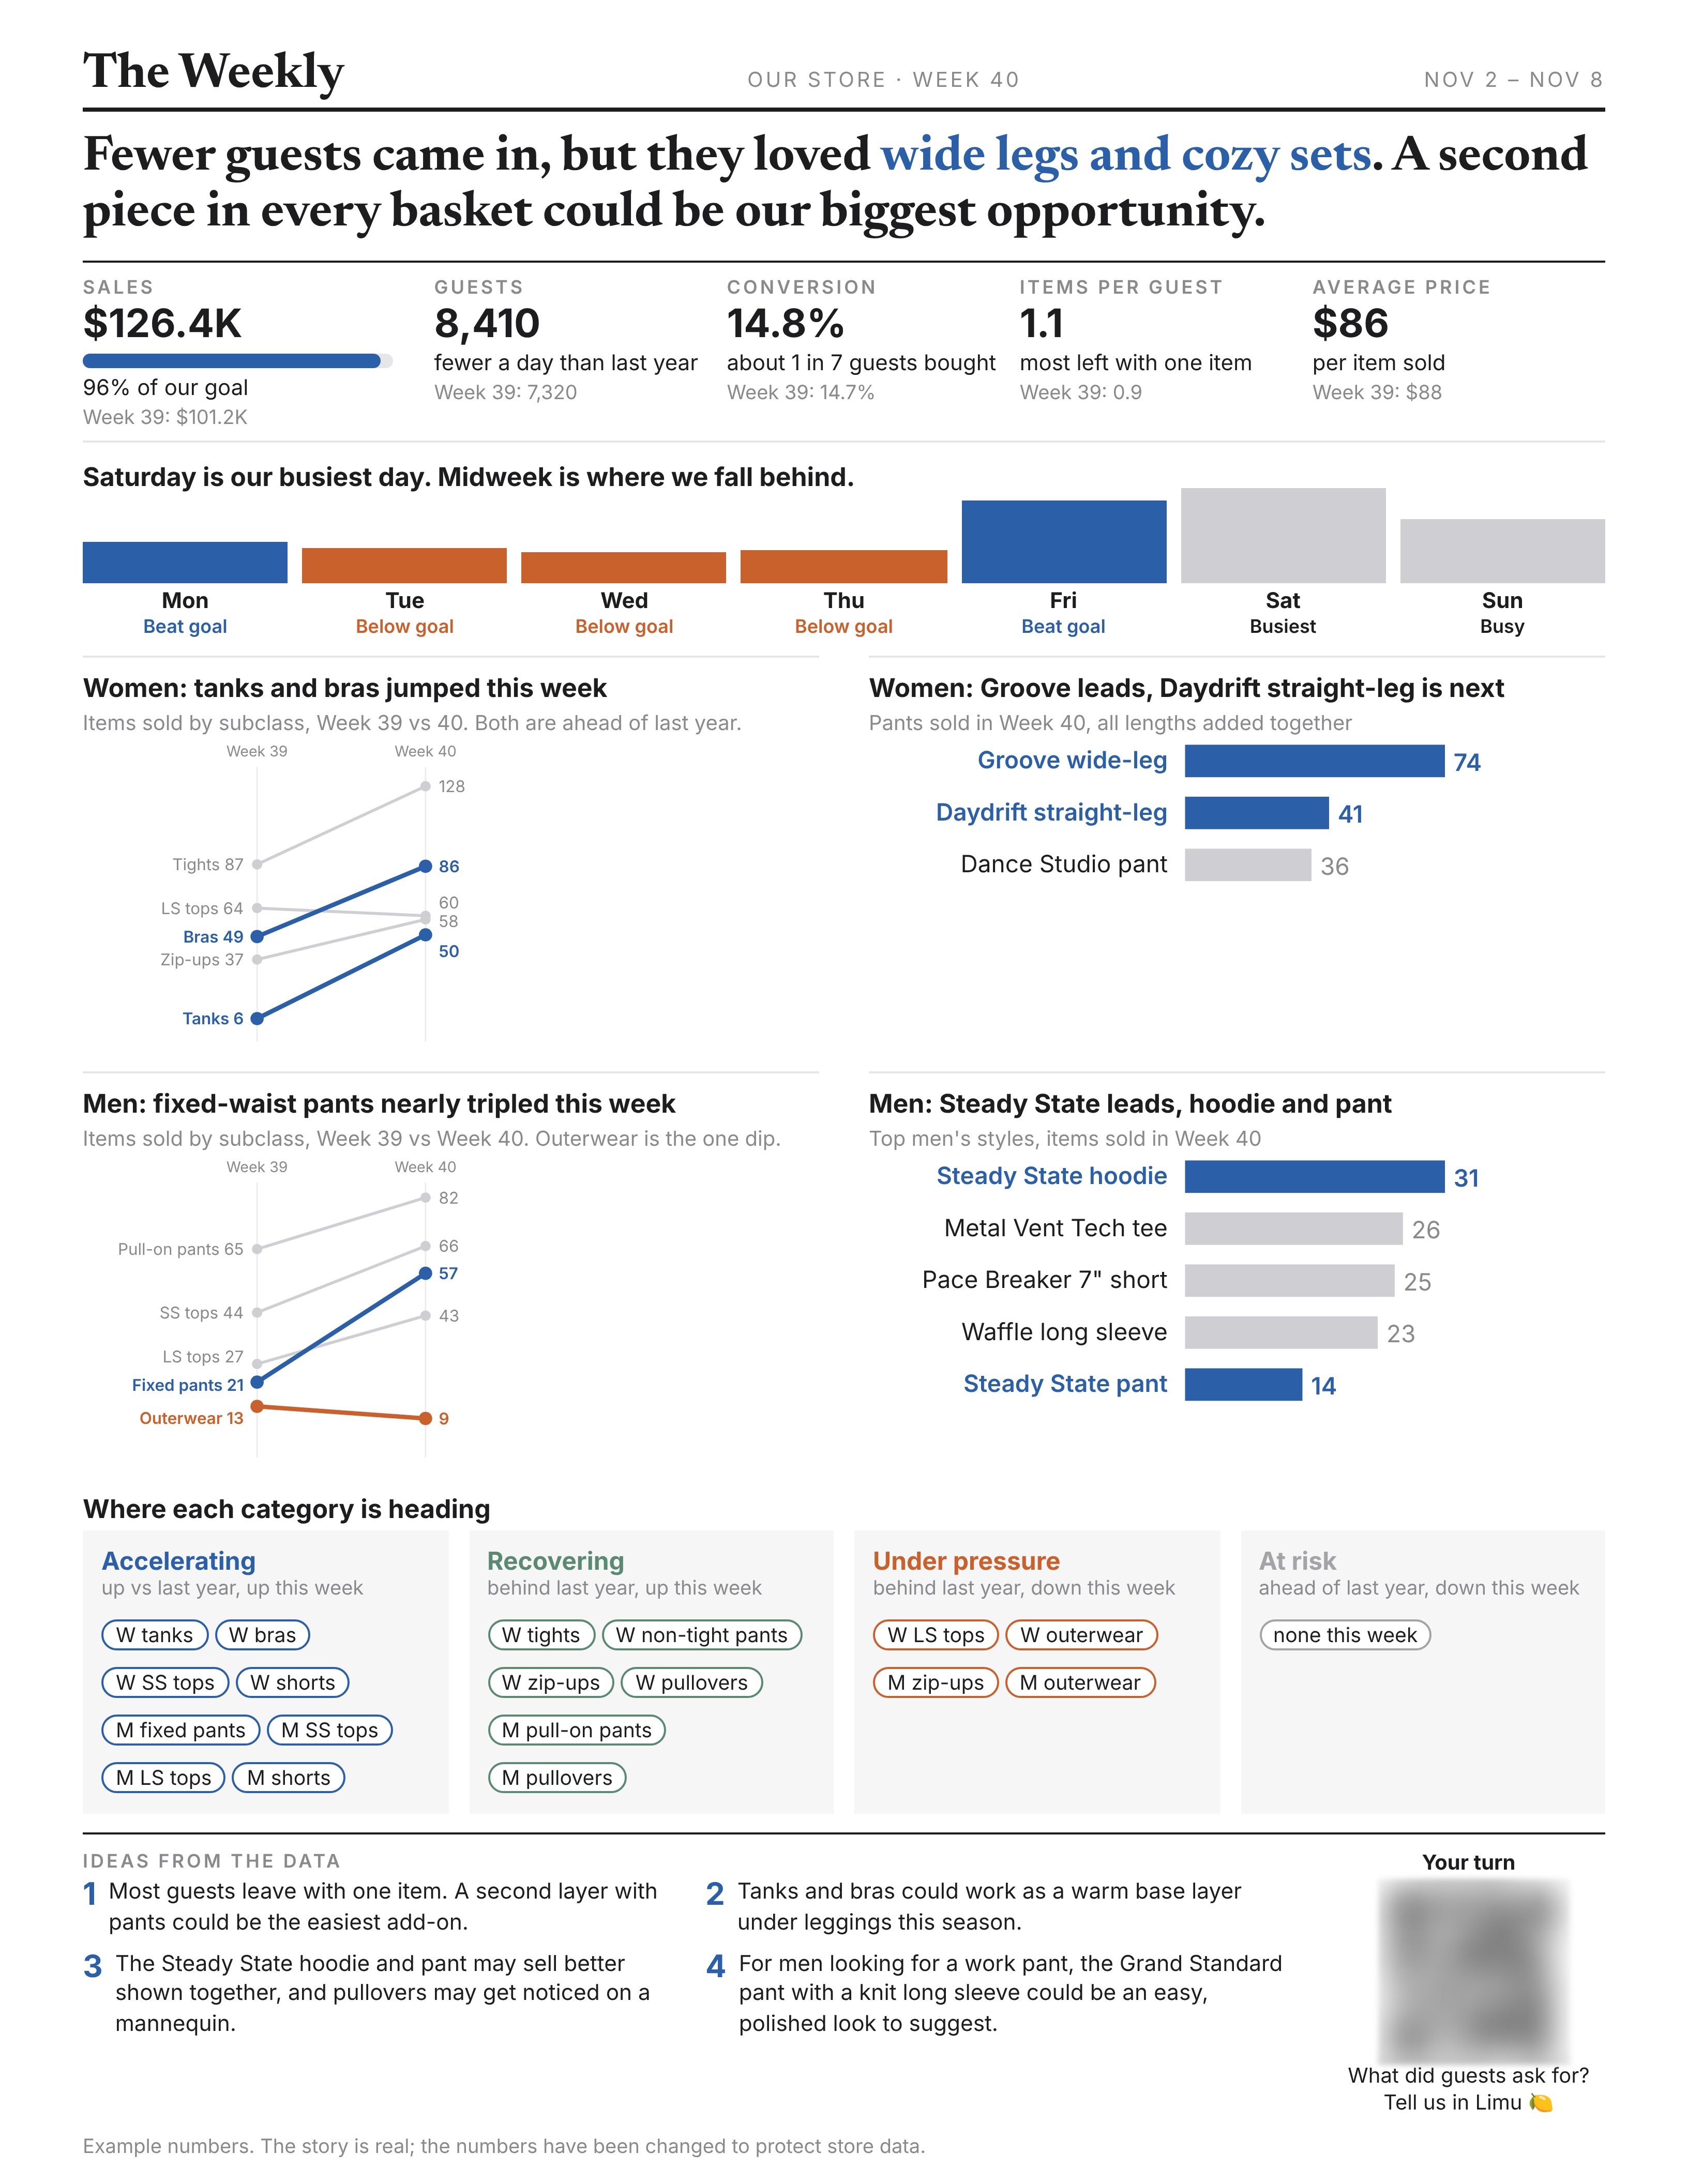 The Weekly
OUR STORE · WEEK 40
NOV 2 – NOV 8
Fewer guests came in, but they loved wide legs and cozy sets. A second
piece in every basket could be our biggest opportunity.
SALES
$126.4K
96% of our goal
Week 39: $101.2K
GUESTS
8,410
fewer a day than last year
Week 39: 7,320
CONVERSION
14.8%
about 1 in 7 guests bought
Week 39: 14.7%
ITEMS PER GUEST
1.1
most left with one item
Week 39: 0.9
AVERAGE PRICE
$86
per item sold
Week 39: $88
Saturday is our busiest day. Midweek is where we fall behind.
Mon
Beat goal
Tue
Below goal
Wed
Below goal
Thu
Below goal
Fri
Beat goal
Sat
Busiest
Sun
Busy
Women: tanks and bras jumped this week
Items sold by subclass, Week 39 vs 40. Both are ahead of last year.
Week 39
Week 40
128
Tights 87
86
LS tops 64
60
58
Bras 49
50
Zip-ups 37
Tanks 6
Women: Groove leads, Daydrift straight-leg is next
Pants sold in Week 40, all lengths added together
Groove wide-leg 74
Daydrift straight-leg 41
Dance Studio pant 36
Men: fixed-waist pants nearly tripled this week
Items sold by subclass, Week 39 vs Week 40. Outerwear is the one dip.
Week 39
Week 40
82
Pull-on pants 65
66
57
SS tops 44
43
LS tops 27
Fixed pants 21
Outerwear 13
9
Men: Steady State leads, hoodie and pant
Top men's styles, items sold in Week 40
Steady State hoodie 31
Metal Vent Tech tee 26
Pace Breaker 7" short 25
Waffle long sleeve 23
Steady State pant 14
Where each category is heading
Accelerating
up vs last year, up this week
W tanks
W bras
W SS tops
W shorts
M fixed pants
M SS tops
M LS tops
M shorts
Recovering
behind last year, up this week
W tights
W non-tight pants
W zip-ups
W pullovers
M pull-on pants
M pullovers
Under pressure
behind last year, down this week
W LS tops
W outerwear
M zip-ups
M outerwear
At risk
ahead of last year, down this week
none this week
IDEAS FROM THE DATA
1 Most guests leave with one item. A second layer with
pants could be the easiest add-on.
2 Tanks and bras could work as a warm base layer
under leggings this season.
3 The Steady State hoodie and pant may sell better
shown together, and pullovers may get noticed on a
mannequin.
4 For men looking for a work pant, the Grand Standard
pant with a knit long sleeve could be an easy,
polished look to suggest.
Your turn
What did guests ask for?
Tell us in Limu 🍋
Example numbers. The story is real; the numbers have been changed to protect store data.